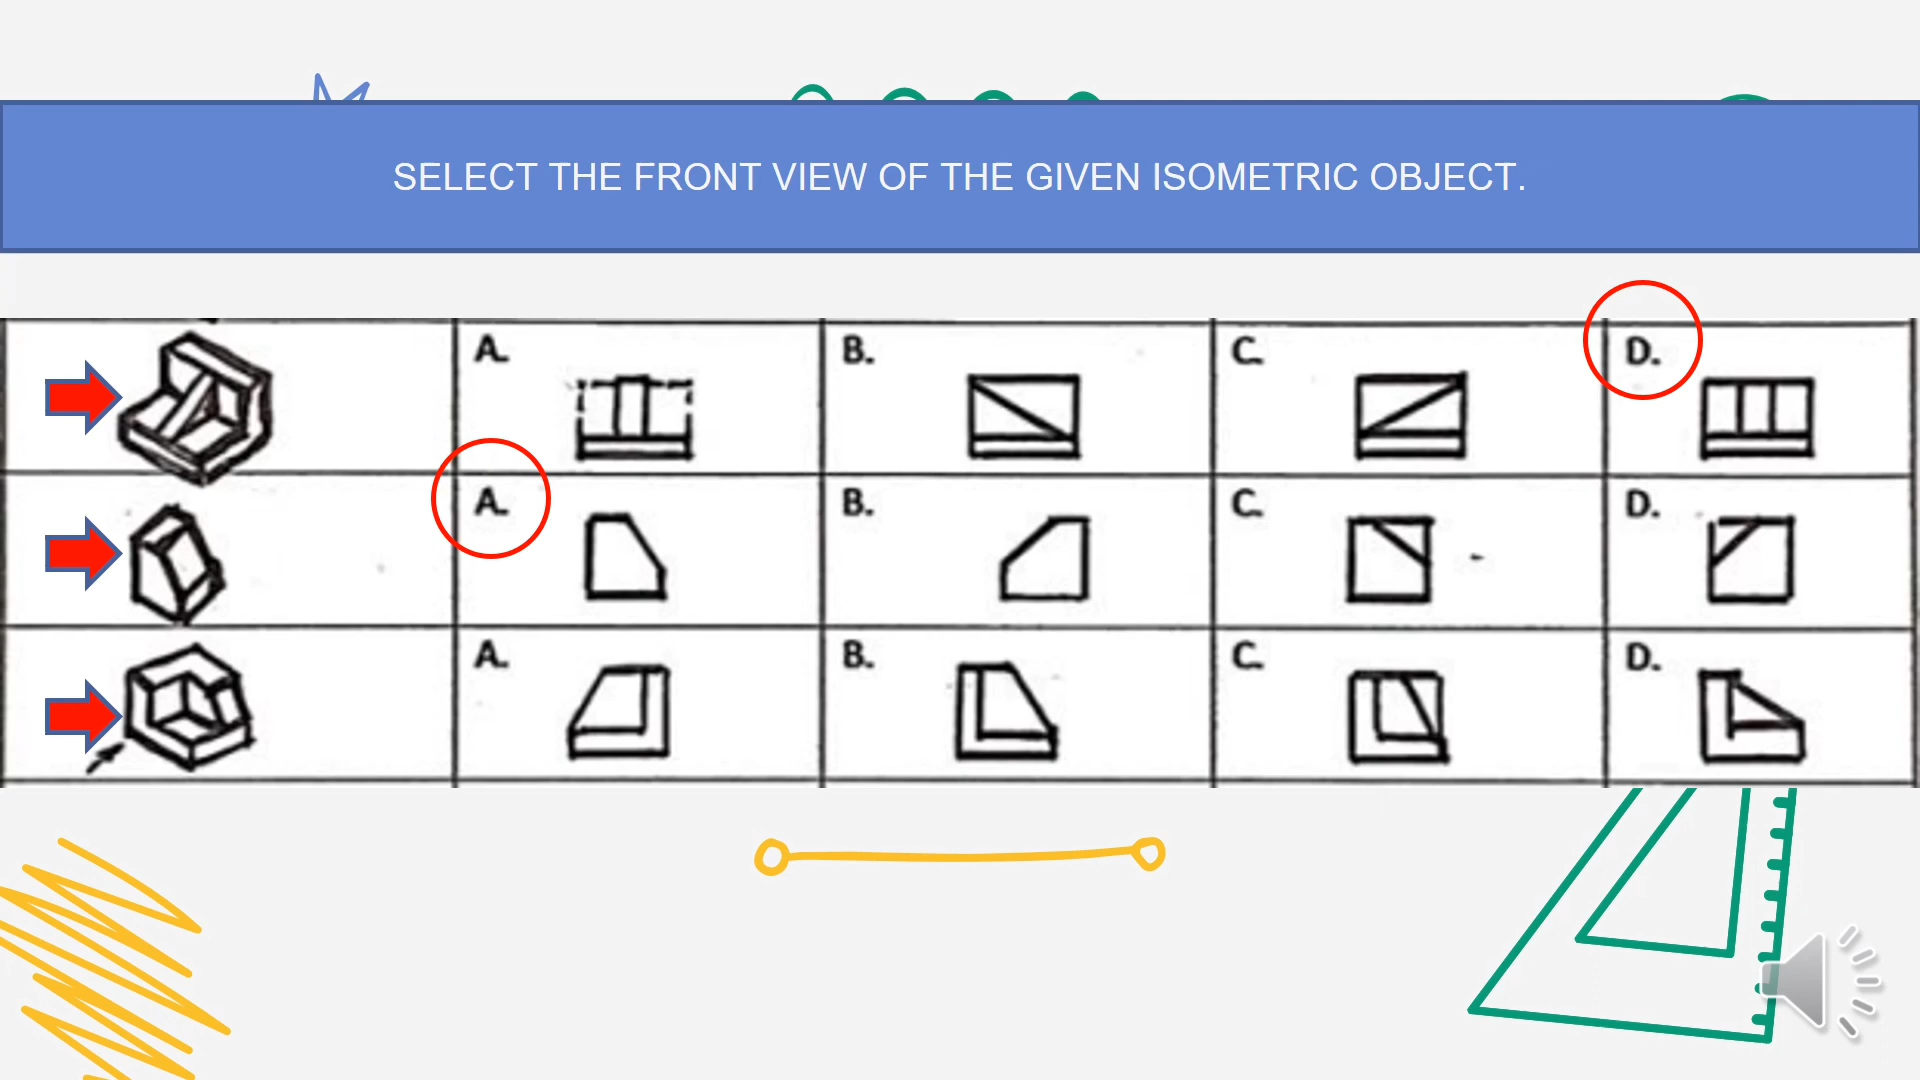 SELECT THE FRONT VIEW OF THE GIVEN ISOMETRIC OBJECT.
A. B. C. D.
A. B. C. D.
A. B. C. D.